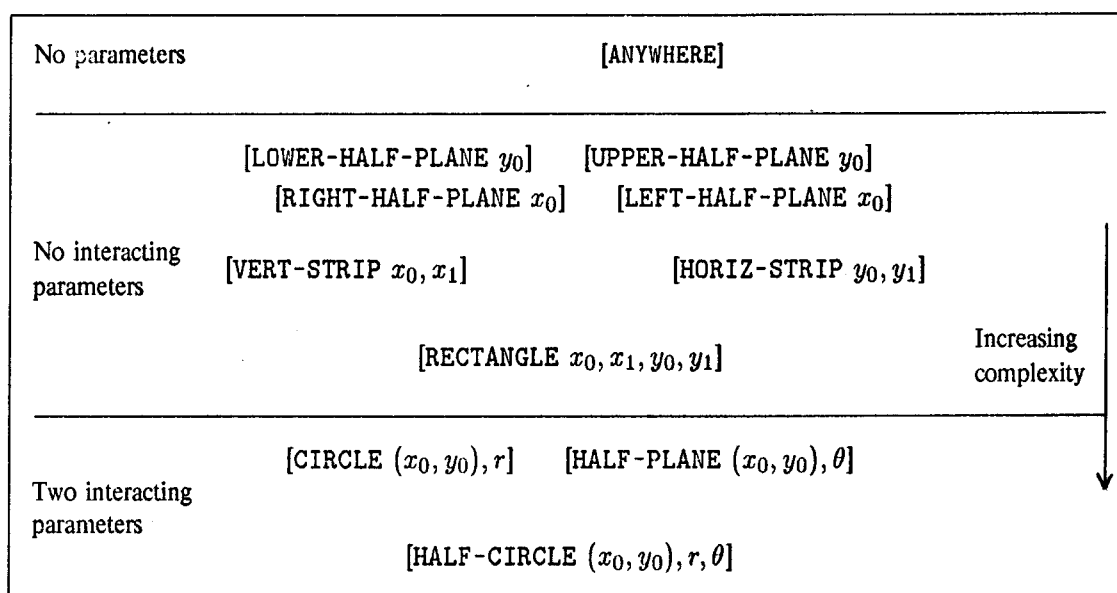 No parameters [ANYWHERE]
[LOWER-HALF-PLANE y₀] [UPPER-HALF-PLANE y₀]
[RIGHT-HALF-PLANE x₀] [LEFT-HALF-PLANE x₀]
No interacting
parameters
[VERT-STRIP x₀, x₁] [HORIZ-STRIP y₀, y₁]
[RECTANGLE x₀, x₁, y₀, y₁]
Increasing
complexity
[CIRCLE (x₀, y₀), r] [HALF-PLANE (x₀, y₀), θ]
Two interacting
parameters
[HALF-CIRCLE (x₀, y₀), r, θ]